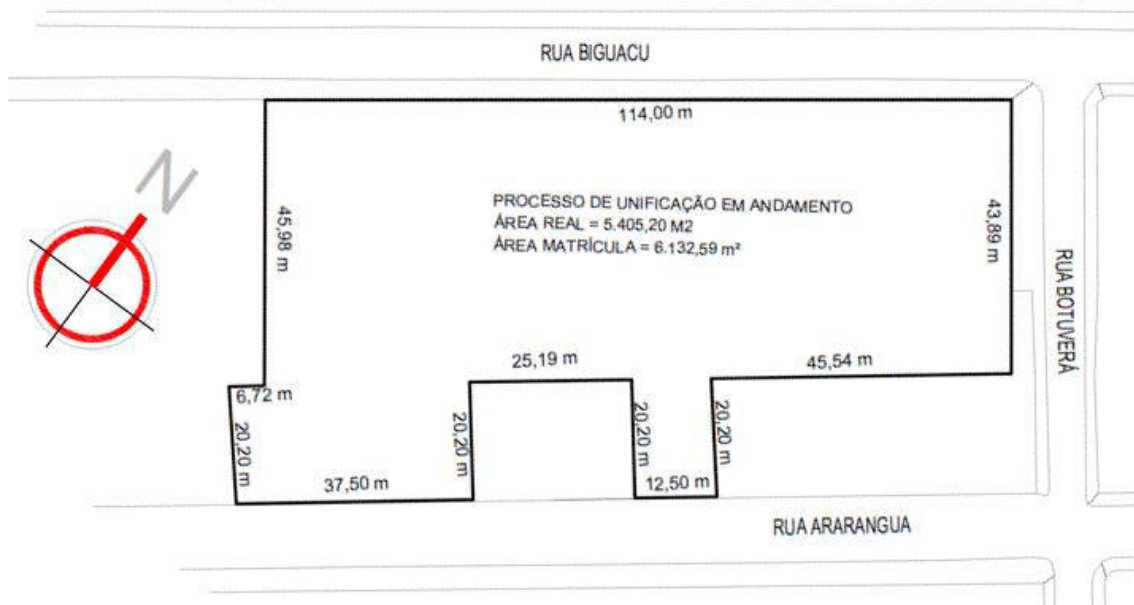 RUA BIGUACU
114,00 m
N
PROCESSO DE UNIFICAÇÃO EM ANDAMENTO
ÁREA REAL = 5.405,20 M2
ÁREA MATRÍCULA = 6.132,59 m²
45,98 m
43,89 m
RUA BOTUVERÁ
25,19 m
45,54 m
6,72 m
20,20 m
20,20 m
20,20 m
20,20 m
37,50 m
12,50 m
RUA ARARANGUA